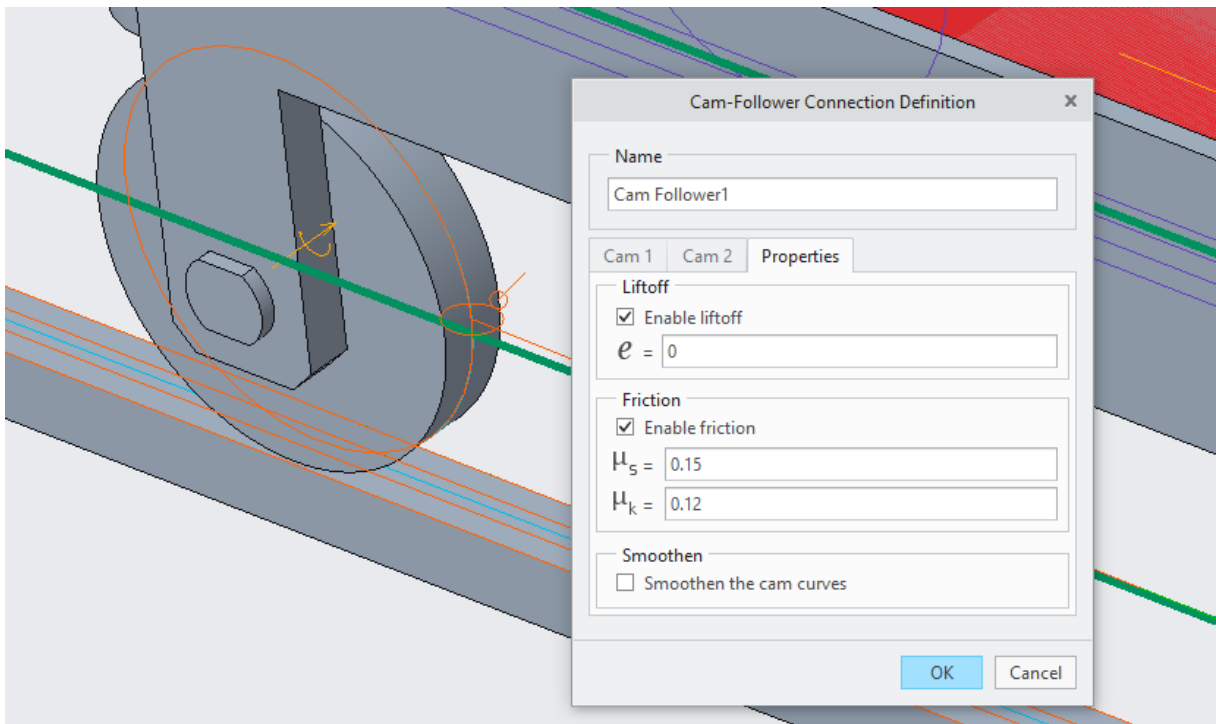 Cam-Follower Connection Definition
Name
Cam Follower1
Cam 1 Cam 2 Properties
Liftoff
Enable liftoff
e = 0
Friction
Enable friction
μs = 0.15
μk = 0.12
Smoothen
Smoothen the cam curves
OK Cancel